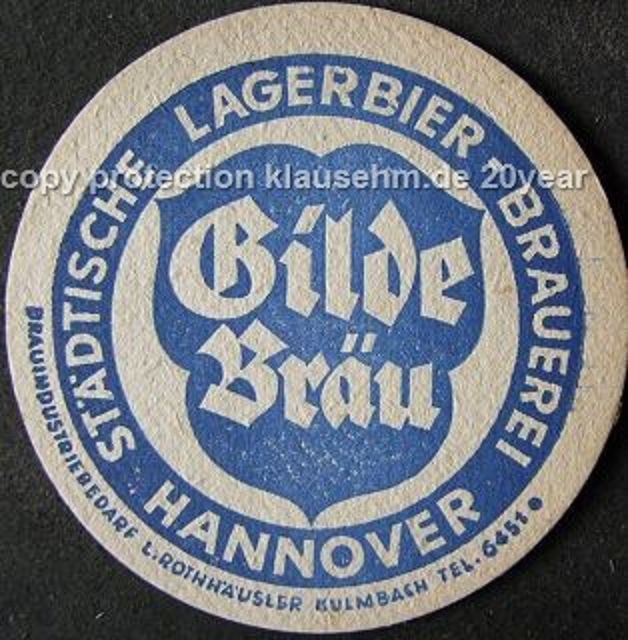 STÄDTISCHE LAGERBIER-BRAUEREI
HANNOVER
Gilde
Bräu
BRAUINDUSTRIEBEDARF L. ROTHHÄUSLER KULMBACH TEL. 6451
copy protection klausehm.de 20year